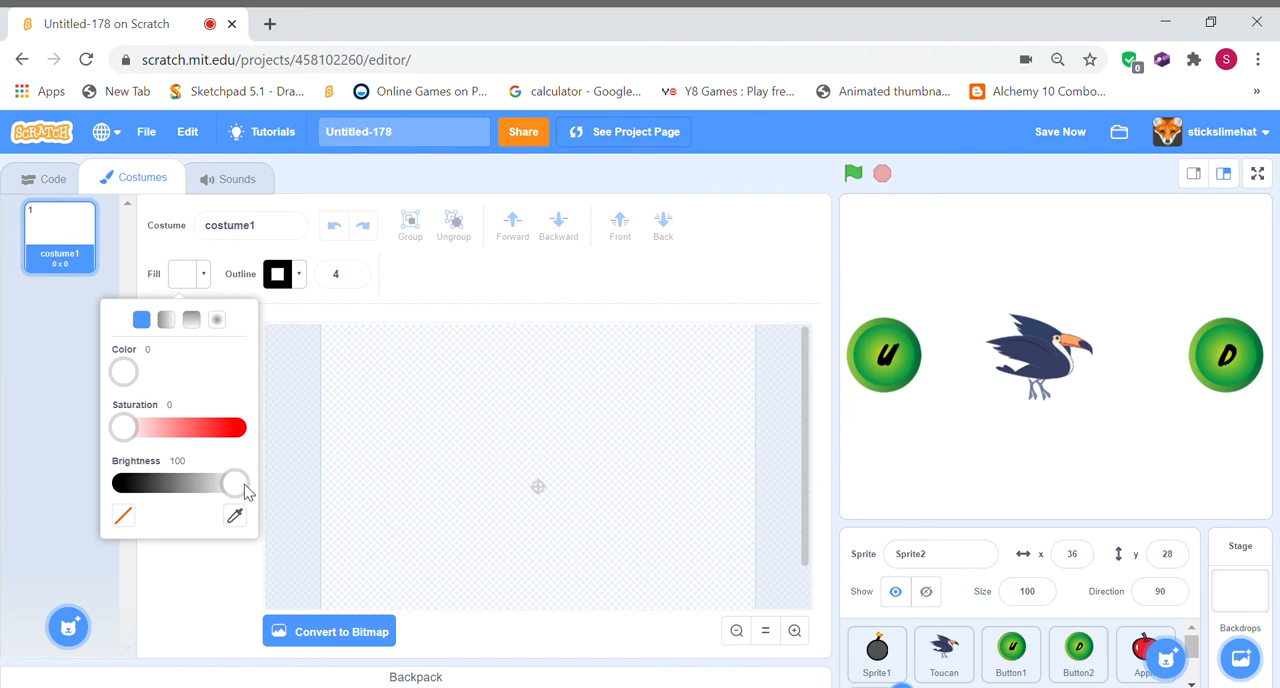 Untitled-178 on Scratch
scratch.mit.edu/projects/458102260/editor/
0
S
Apps New Tab Sketchpad 5.1 - Dra... Online Games on P... calculator - Google... Y8 Y8 Games : Play fre... Animated thumbna... Alchemy 10 Combo... »
SCRATCH File Edit Tutorials Untitled-178 Share See Project Page Save Now stickslimehat
Code Costumes Sounds
1
costume1
0 x 0
Costume costume1 Group Ungroup Forward Backward Front Back
Fill Outline 4
Color 0
Saturation 0
Brightness 100
Convert to Bitmap
Backpack
U D
Sprite Sprite2 x 36 y 28
Show Size 100 Direction 90
U D
Sprite1 Toucan Button1 Button2 App
Stage
Backdrops